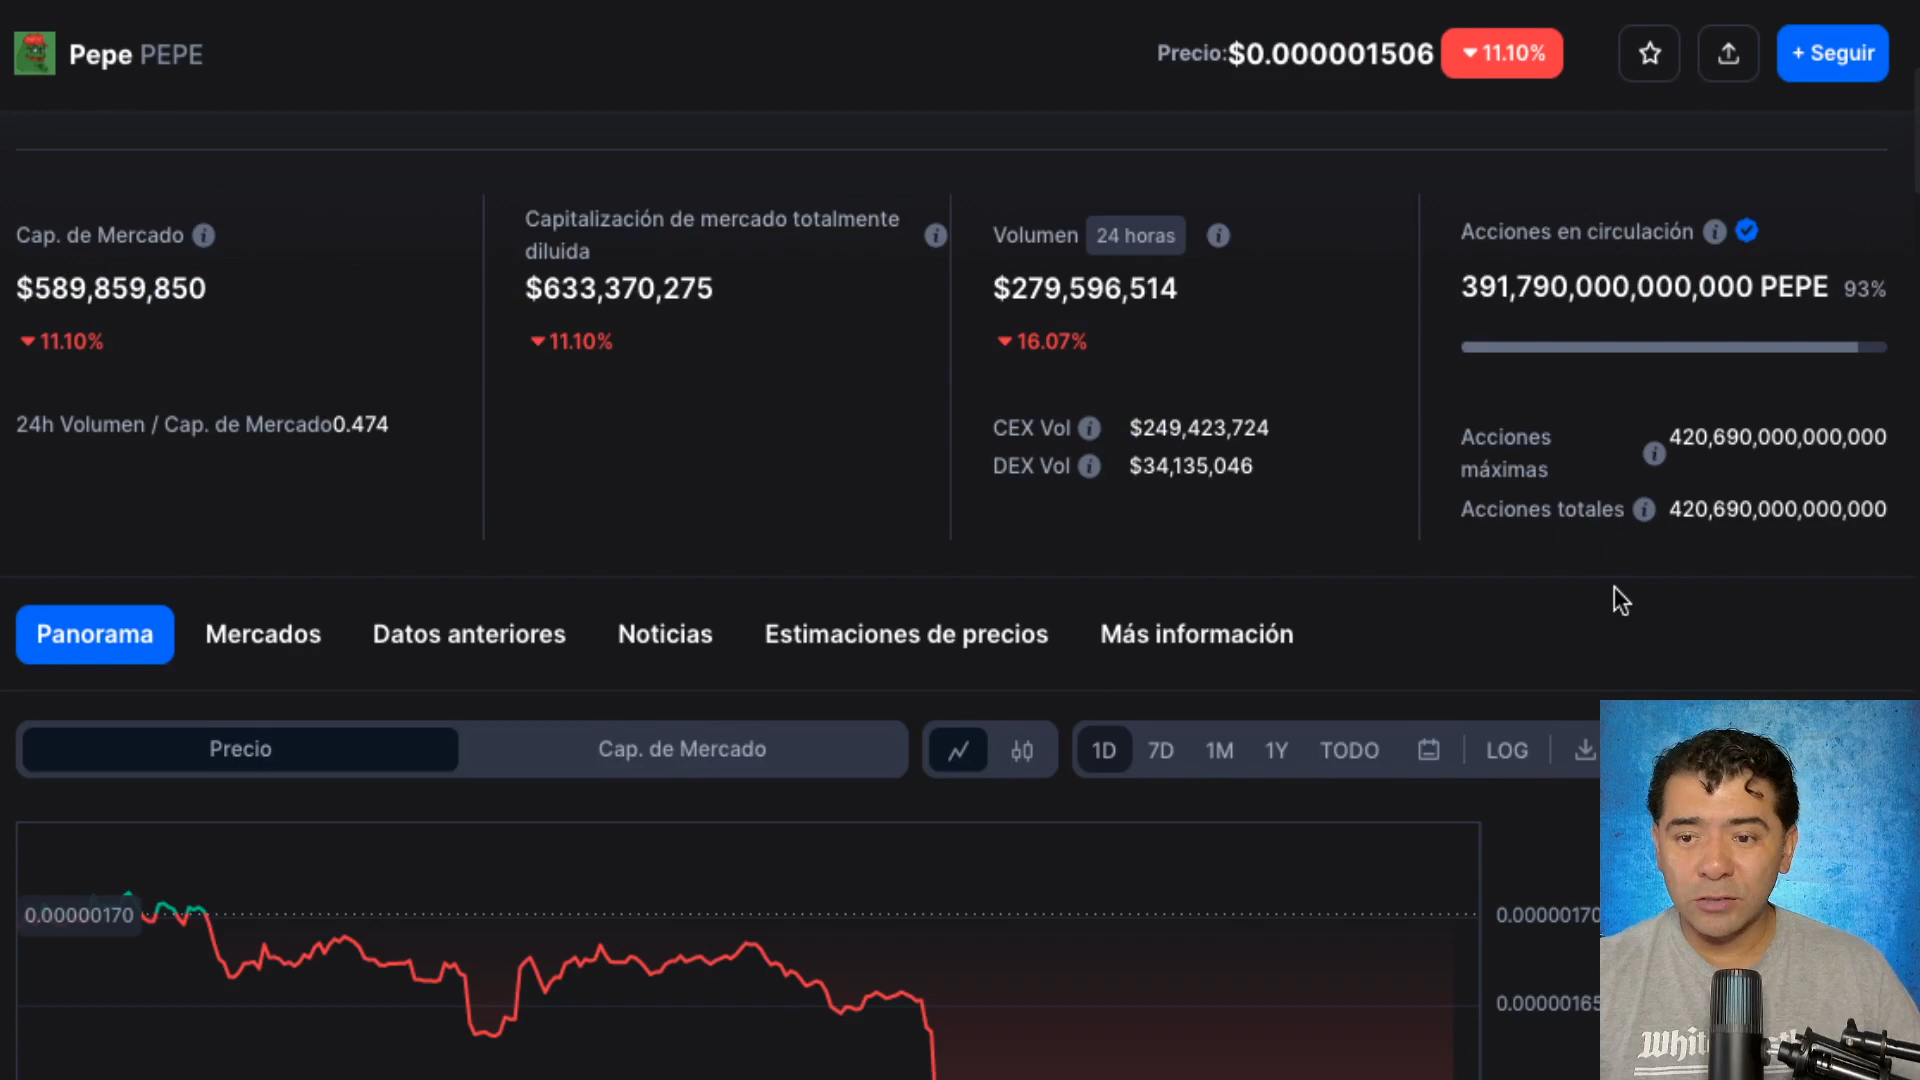 Pepe PEPE
Precio:$0.000001506 11.10%
+ Seguir
Cap. de Mercado
$589,859,850
11.10%
24h Volumen / Cap. de Mercado0.474
Capitalización de mercado totalmente
diluida
$633,370,275
11.10%
Volumen 24 horas
$279,596,514
16.07%
CEX Vol $249,423,724
DEX Vol $34,135,046
Acciones en circulación
391,790,000,000,000 PEPE 93%
Acciones
máximas
420,690,000,000,000
Acciones totales 420,690,000,000,000
Panorama Mercados Datos anteriores Noticias Estimaciones de precios Más información
Precio Cap. de Mercado 1D 7D 1M 1Y TODO LOG
0.00000170 0.00000170
0.00000165